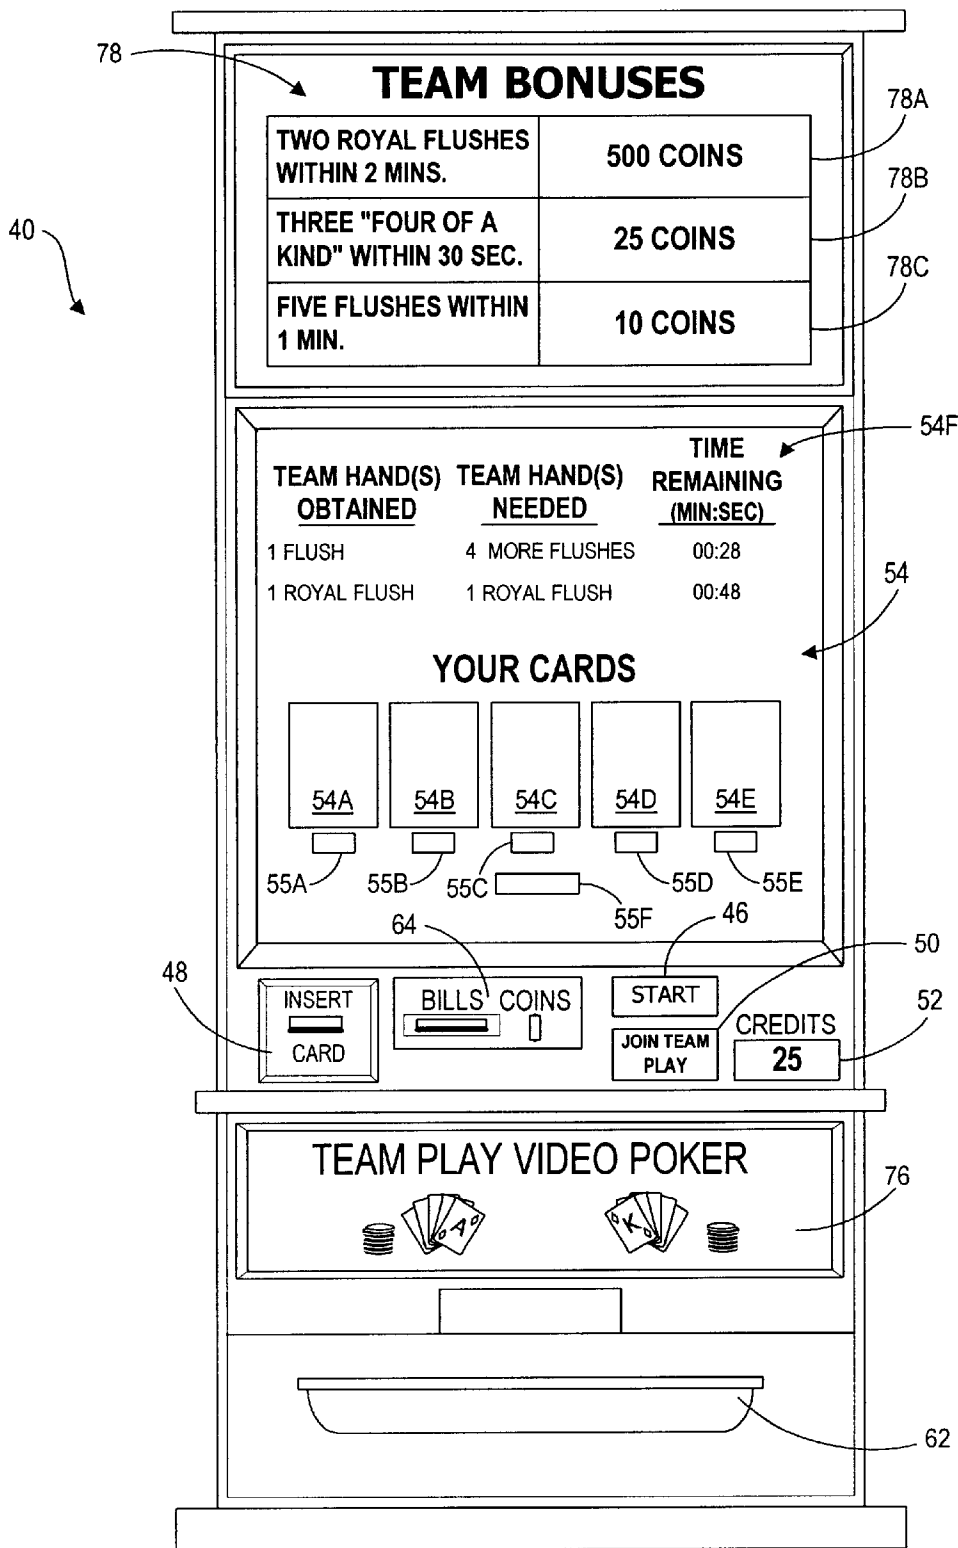 78
TEAM BONUSES
78A
TWO ROYAL FLUSHES
WITHIN 2 MINS.
500 COINS
78B
40
THREE "FOUR OF A
KIND" WITHIN 30 SEC.
25 COINS
78C
FIVE FLUSHES WITHIN
1 MIN.
10 COINS
54F
TEAM HAND(S)
OBTAINED
TEAM HAND(S)
NEEDED
TIME
REMAINING
(MIN:SEC)
1 FLUSH
4 MORE FLUSHES
00:28
1 ROYAL FLUSH
1 ROYAL FLUSH
00:48
54
YOUR CARDS
54A
54B
54C
54D
54E
55A
55B
55C
55D
55E
55F
64
46
50
48
INSERT
CARD
BILLS
COINS
START
JOIN TEAM
PLAY
CREDITS
25
52
TEAM PLAY VIDEO POKER
A
K
76
62